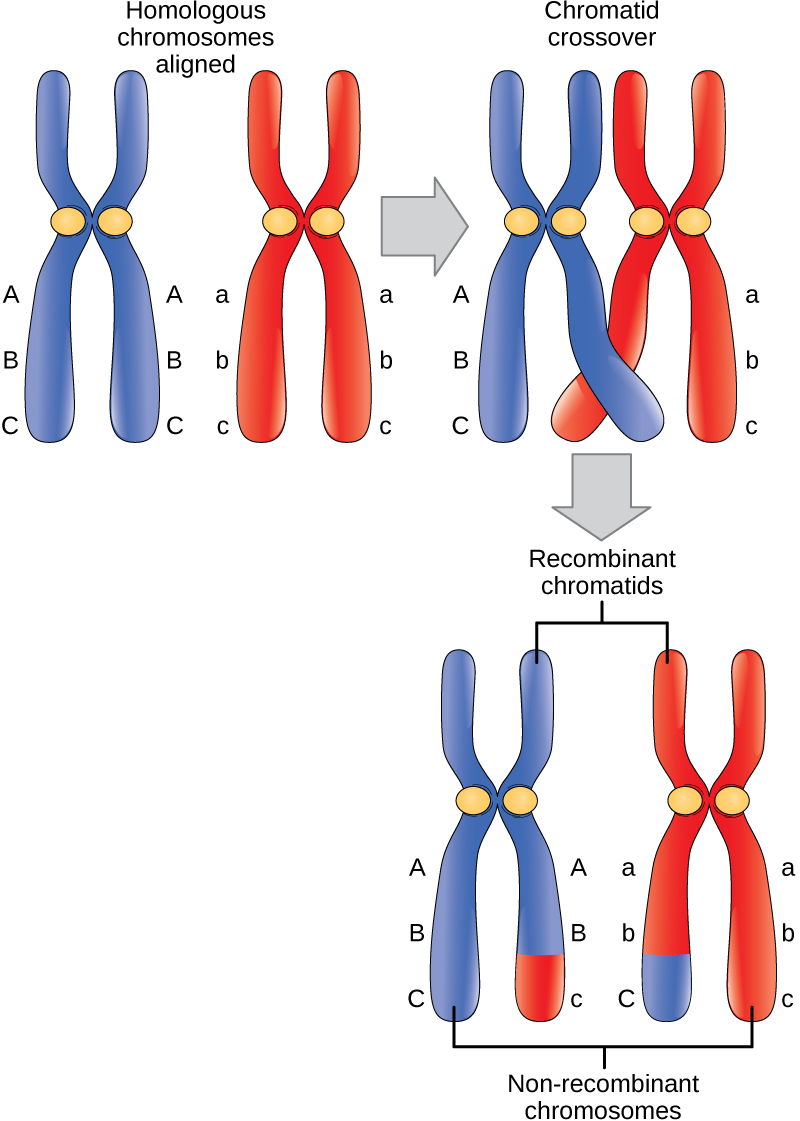 Homologous
chromosomes
aligned
Chromatid
crossover
A A a a A a
B B b b B b
C C c c C c
Recombinant
chromatids
A A a a
B B b b
C c C c
Non-recombinant
chromosomes